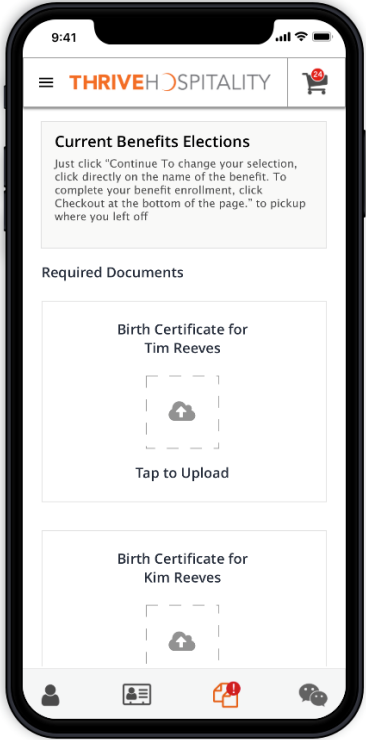 9:41
THRIVEHOSPITALITY
24
Current Benefits Elections
Just click "Continue To change your selection,
click directly on the name of the benefit. To
complete your benefit enrollment, click
Checkout at the bottom of the page." to pickup
where you left off
Required Documents
Birth Certificate for
Tim Reeves
Tap to Upload
Birth Certificate for
Kim Reeves
!